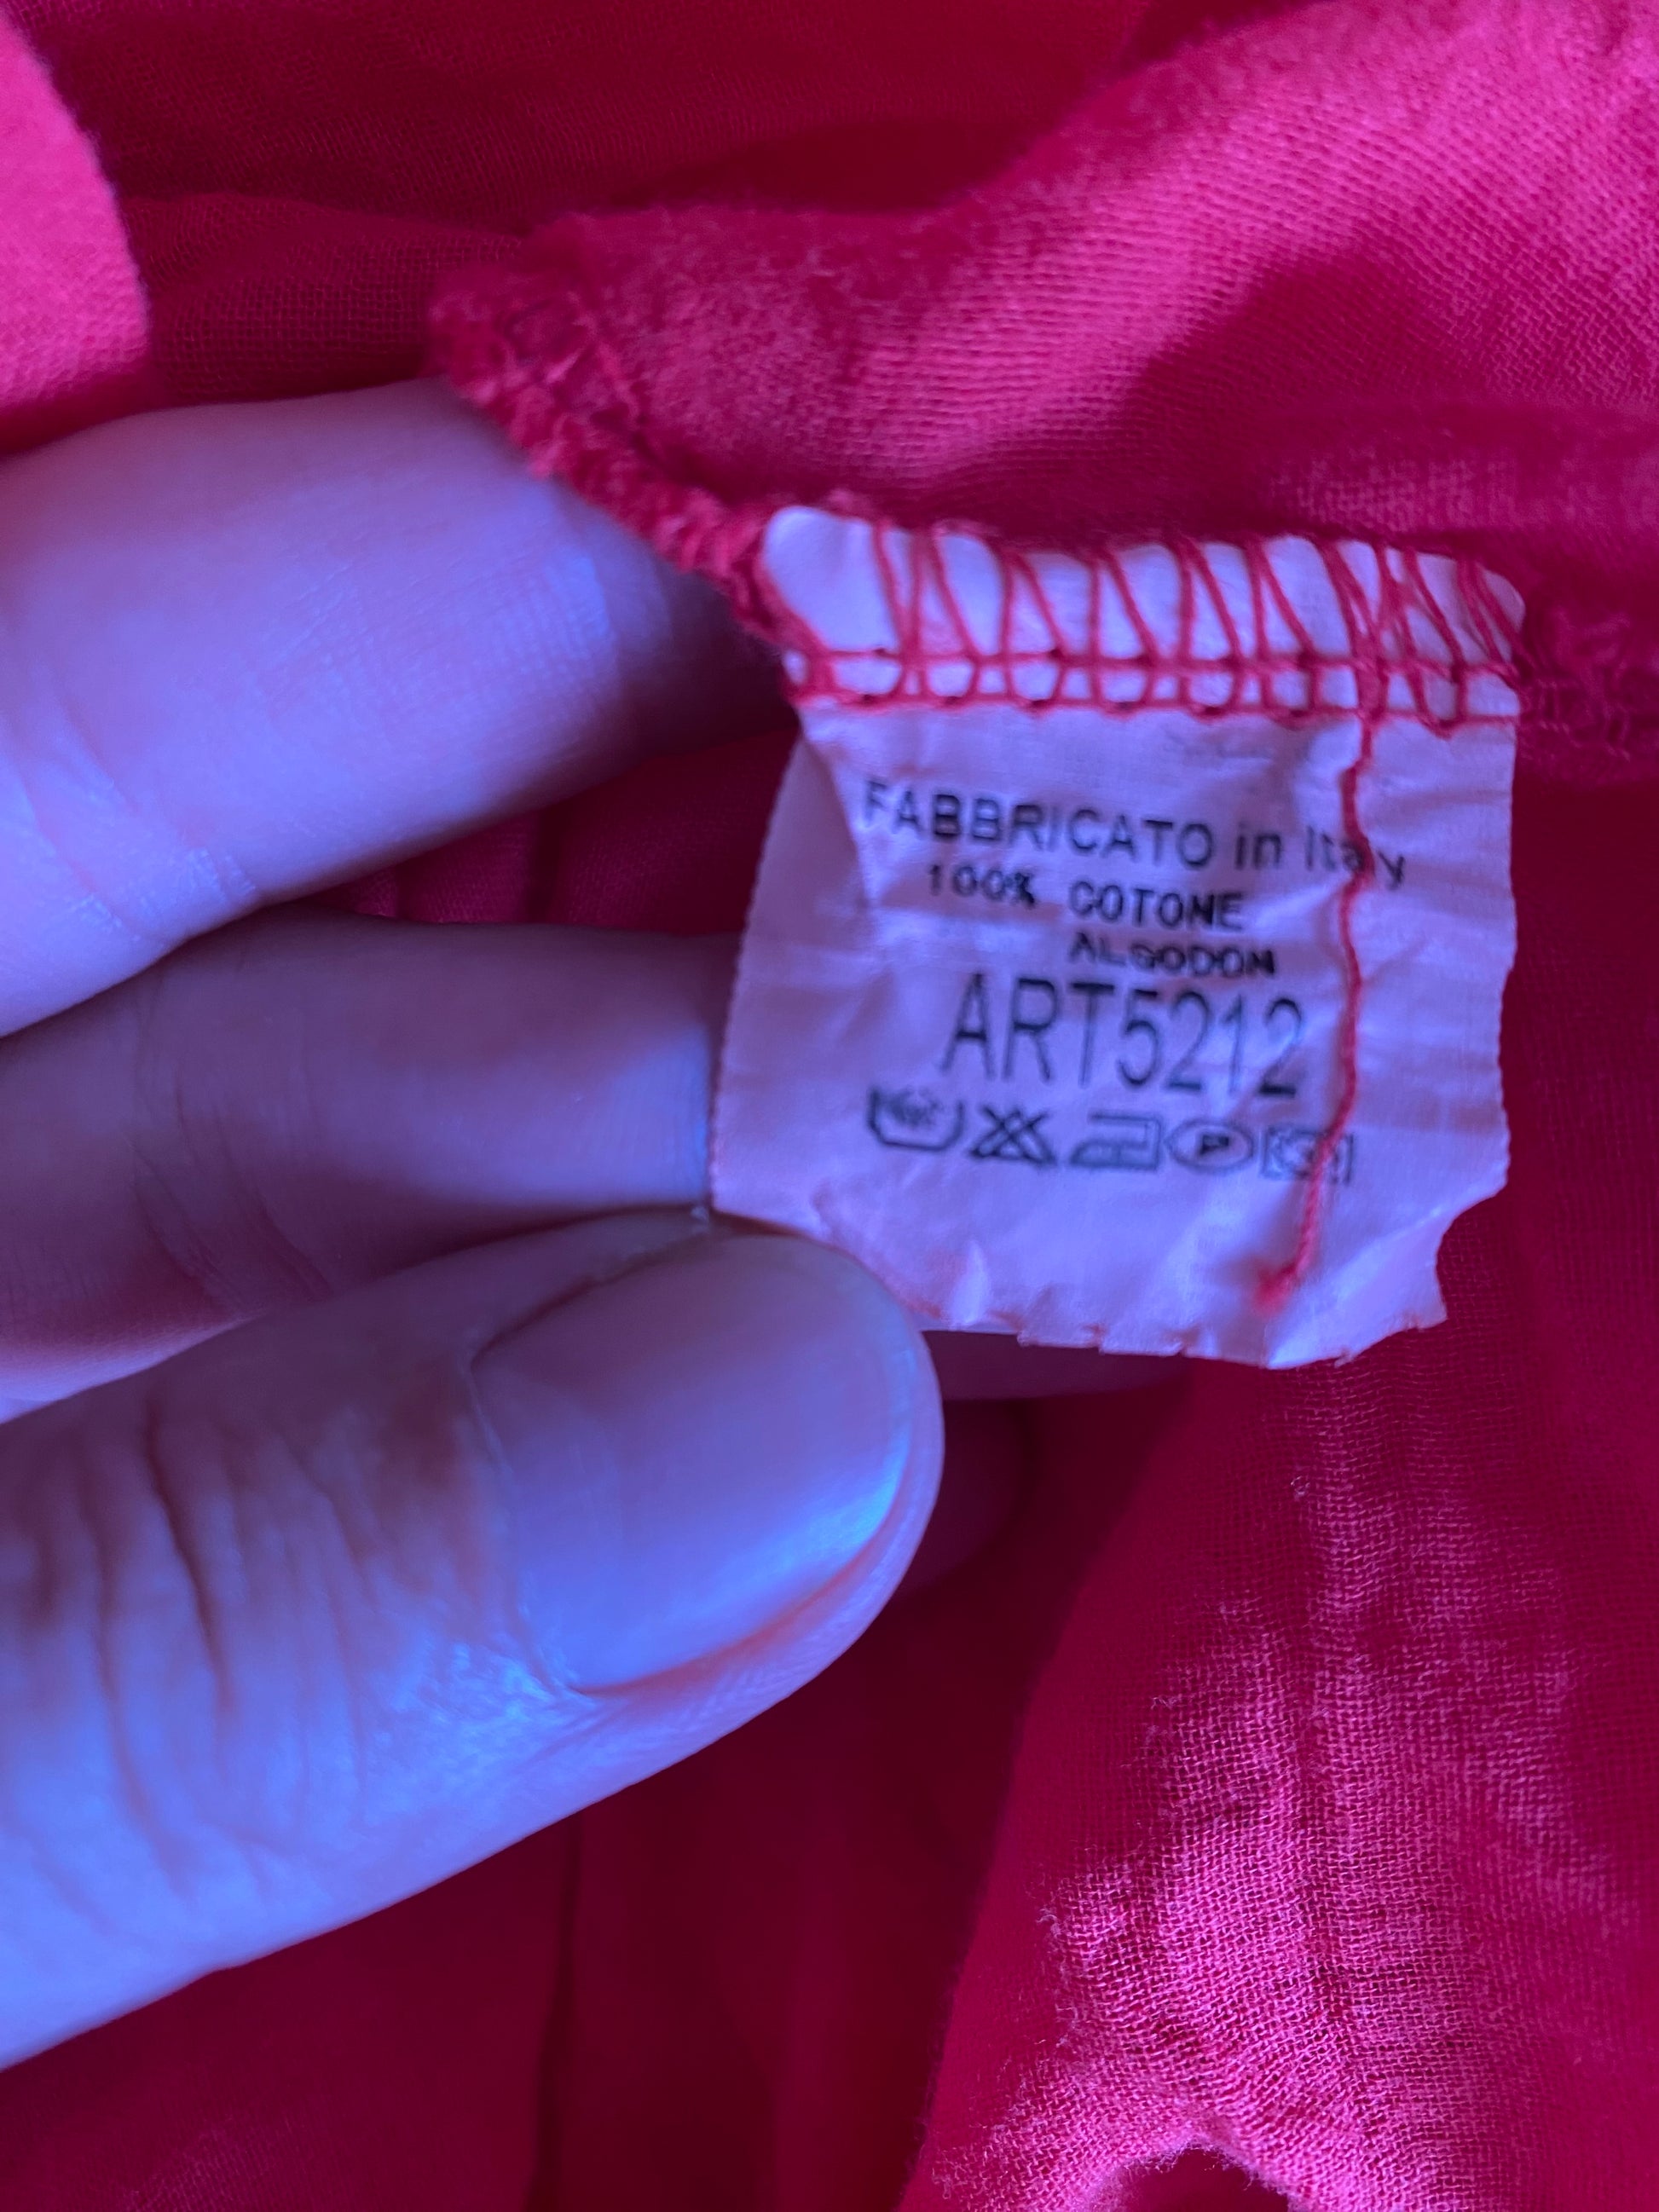 FABBRICATO in Italy
100% COTONE
ALGODON
ART5212
P